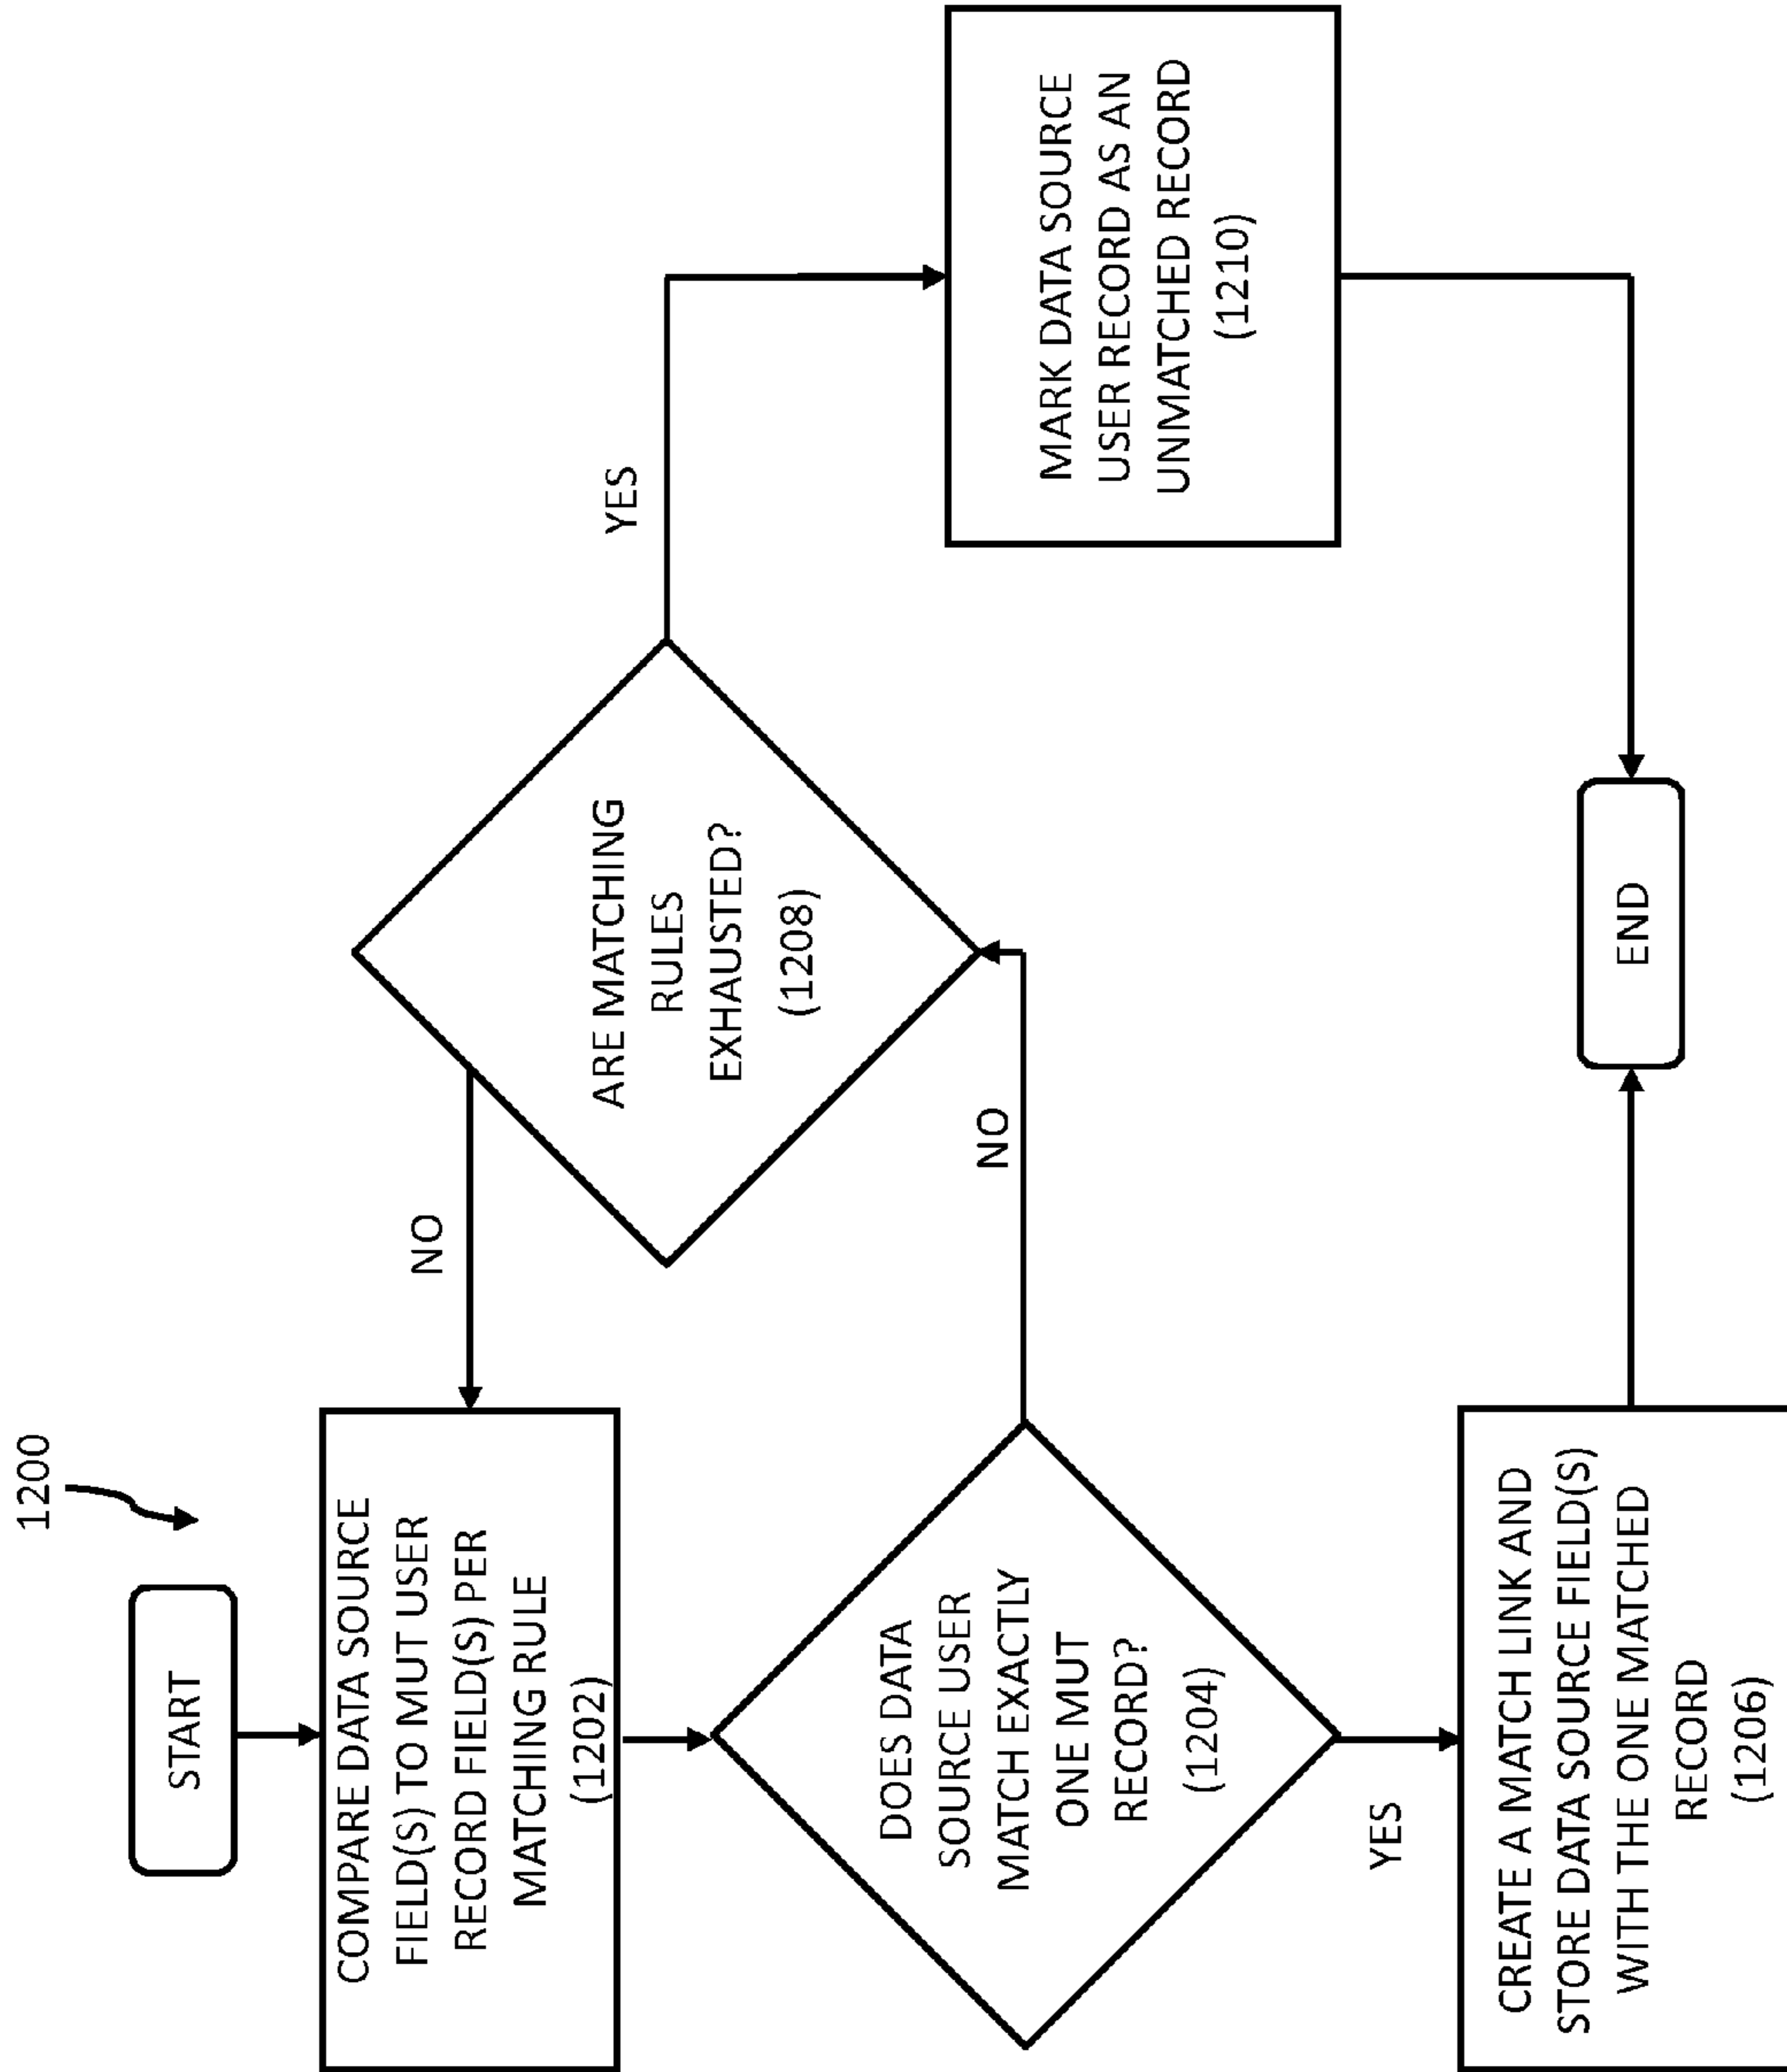 1200
START
COMPARE DATA SOURCE
FIELD(S) TO MUT USER
RECORD FIELD(S) PER
MATCHING RULE
(1202)
NO
ARE MATCHING
RULES
EXHAUSTED?
(1208)
YES
DOES DATA
SOURCE USER
MATCH EXACTLY
ONE MUT
RECORD?
(1204)
NO
MARK DATA SOURCE
USER RECORD AS AN
UNMATCHED RECORD
(1210)
YES
CREATE A MATCH LINK AND
STORE DATA SOURCE FIELD(S)
WITH THE ONE MATCHED
RECORD
(1206)
END